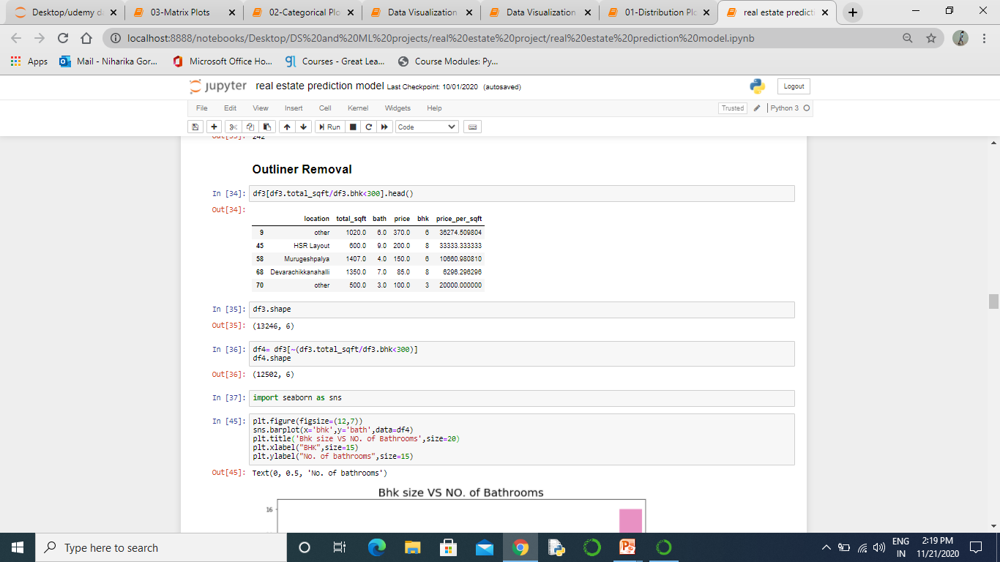 Desktop/udemy da
03-Matrix Plots
02-Categorical Plo
Data Visualization
Data Visualization
01-Distribution Plo
real estate predicti
localhost:8888/notebooks/Desktop/DS%20and%20ML%20projects/real%20estate%20project/real%20estate%20prediction%20model.ipynb
Apps
Mail - Niharika Gor...
Microsoft Office Ho...
Courses - Great Lea...
Course Modules: Py...
jupyter real estate prediction model Last Checkpoint: 10/01/2020 (autosaved)
Logout
File Edit View Insert Cell Kernel Widgets Help
Trusted
Python 3
Run
Code
242
Outliner Removal
In [34]: df3[df3.total_sqft/df3.bhk<300].head()
Out[34]:
location total_sqft bath price bhk price_per_sqft
9 other 1020.0 6.0 370.0 6 36274.509804
45 HSR Layout 600.0 9.0 200.0 8 33333.333333
58 Murugeshpalya 1407.0 4.0 150.0 6 10660.980810
68 Devarachikkanahalli 1350.0 7.0 85.0 8 6296.296296
70 other 500.0 3.0 100.0 3 20000.000000
In [35]: df3.shape
Out[35]: (13246, 6)
In [36]: df4= df3[~(df3.total_sqft/df3.bhk<300)]
df4.shape
Out[36]: (12502, 6)
In [37]: import seaborn as sns
In [45]: plt.figure(figsize=(12,7))
sns.barplot(x='bhk',y='bath',data=df4)
plt.title('Bhk size VS NO. of Bathrooms',size=20)
plt.xlabel("BHK",size=15)
plt.ylabel("No. of bathrooms",size=15)
Out[45]: Text(0, 0.5, 'No. of bathrooms')
Bhk size VS NO. of Bathrooms
16
Type here to search
ENG
IN
2:19 PM
11/21/2020